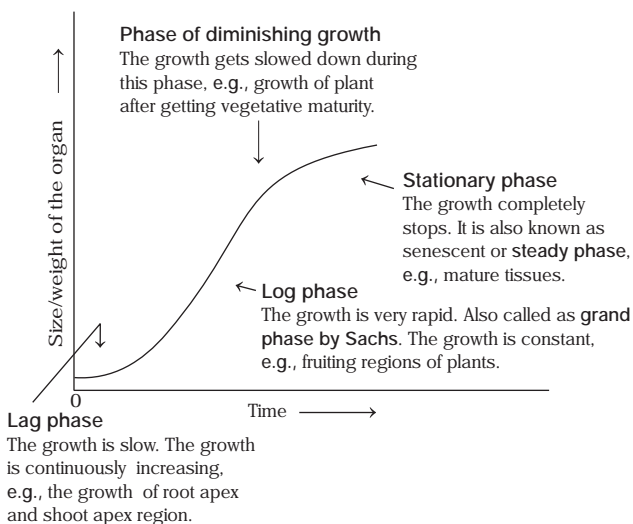 Phase of diminishing growth
The growth gets slowed down during
this phase, e.g., growth of plant
after getting vegetative maturity.
Size/weight of the organ
Stationary phase
The growth completely
stops. It is also known as
senescent or steady phase,
e.g., mature tissues.
Log phase
The growth is very rapid. Also called as grand
phase by Sachs. The growth is constant,
e.g., fruiting regions of plants.
0
Time
Lag phase
The growth is slow. The growth
is continuously increasing,
e.g., the growth of root apex
and shoot apex region.